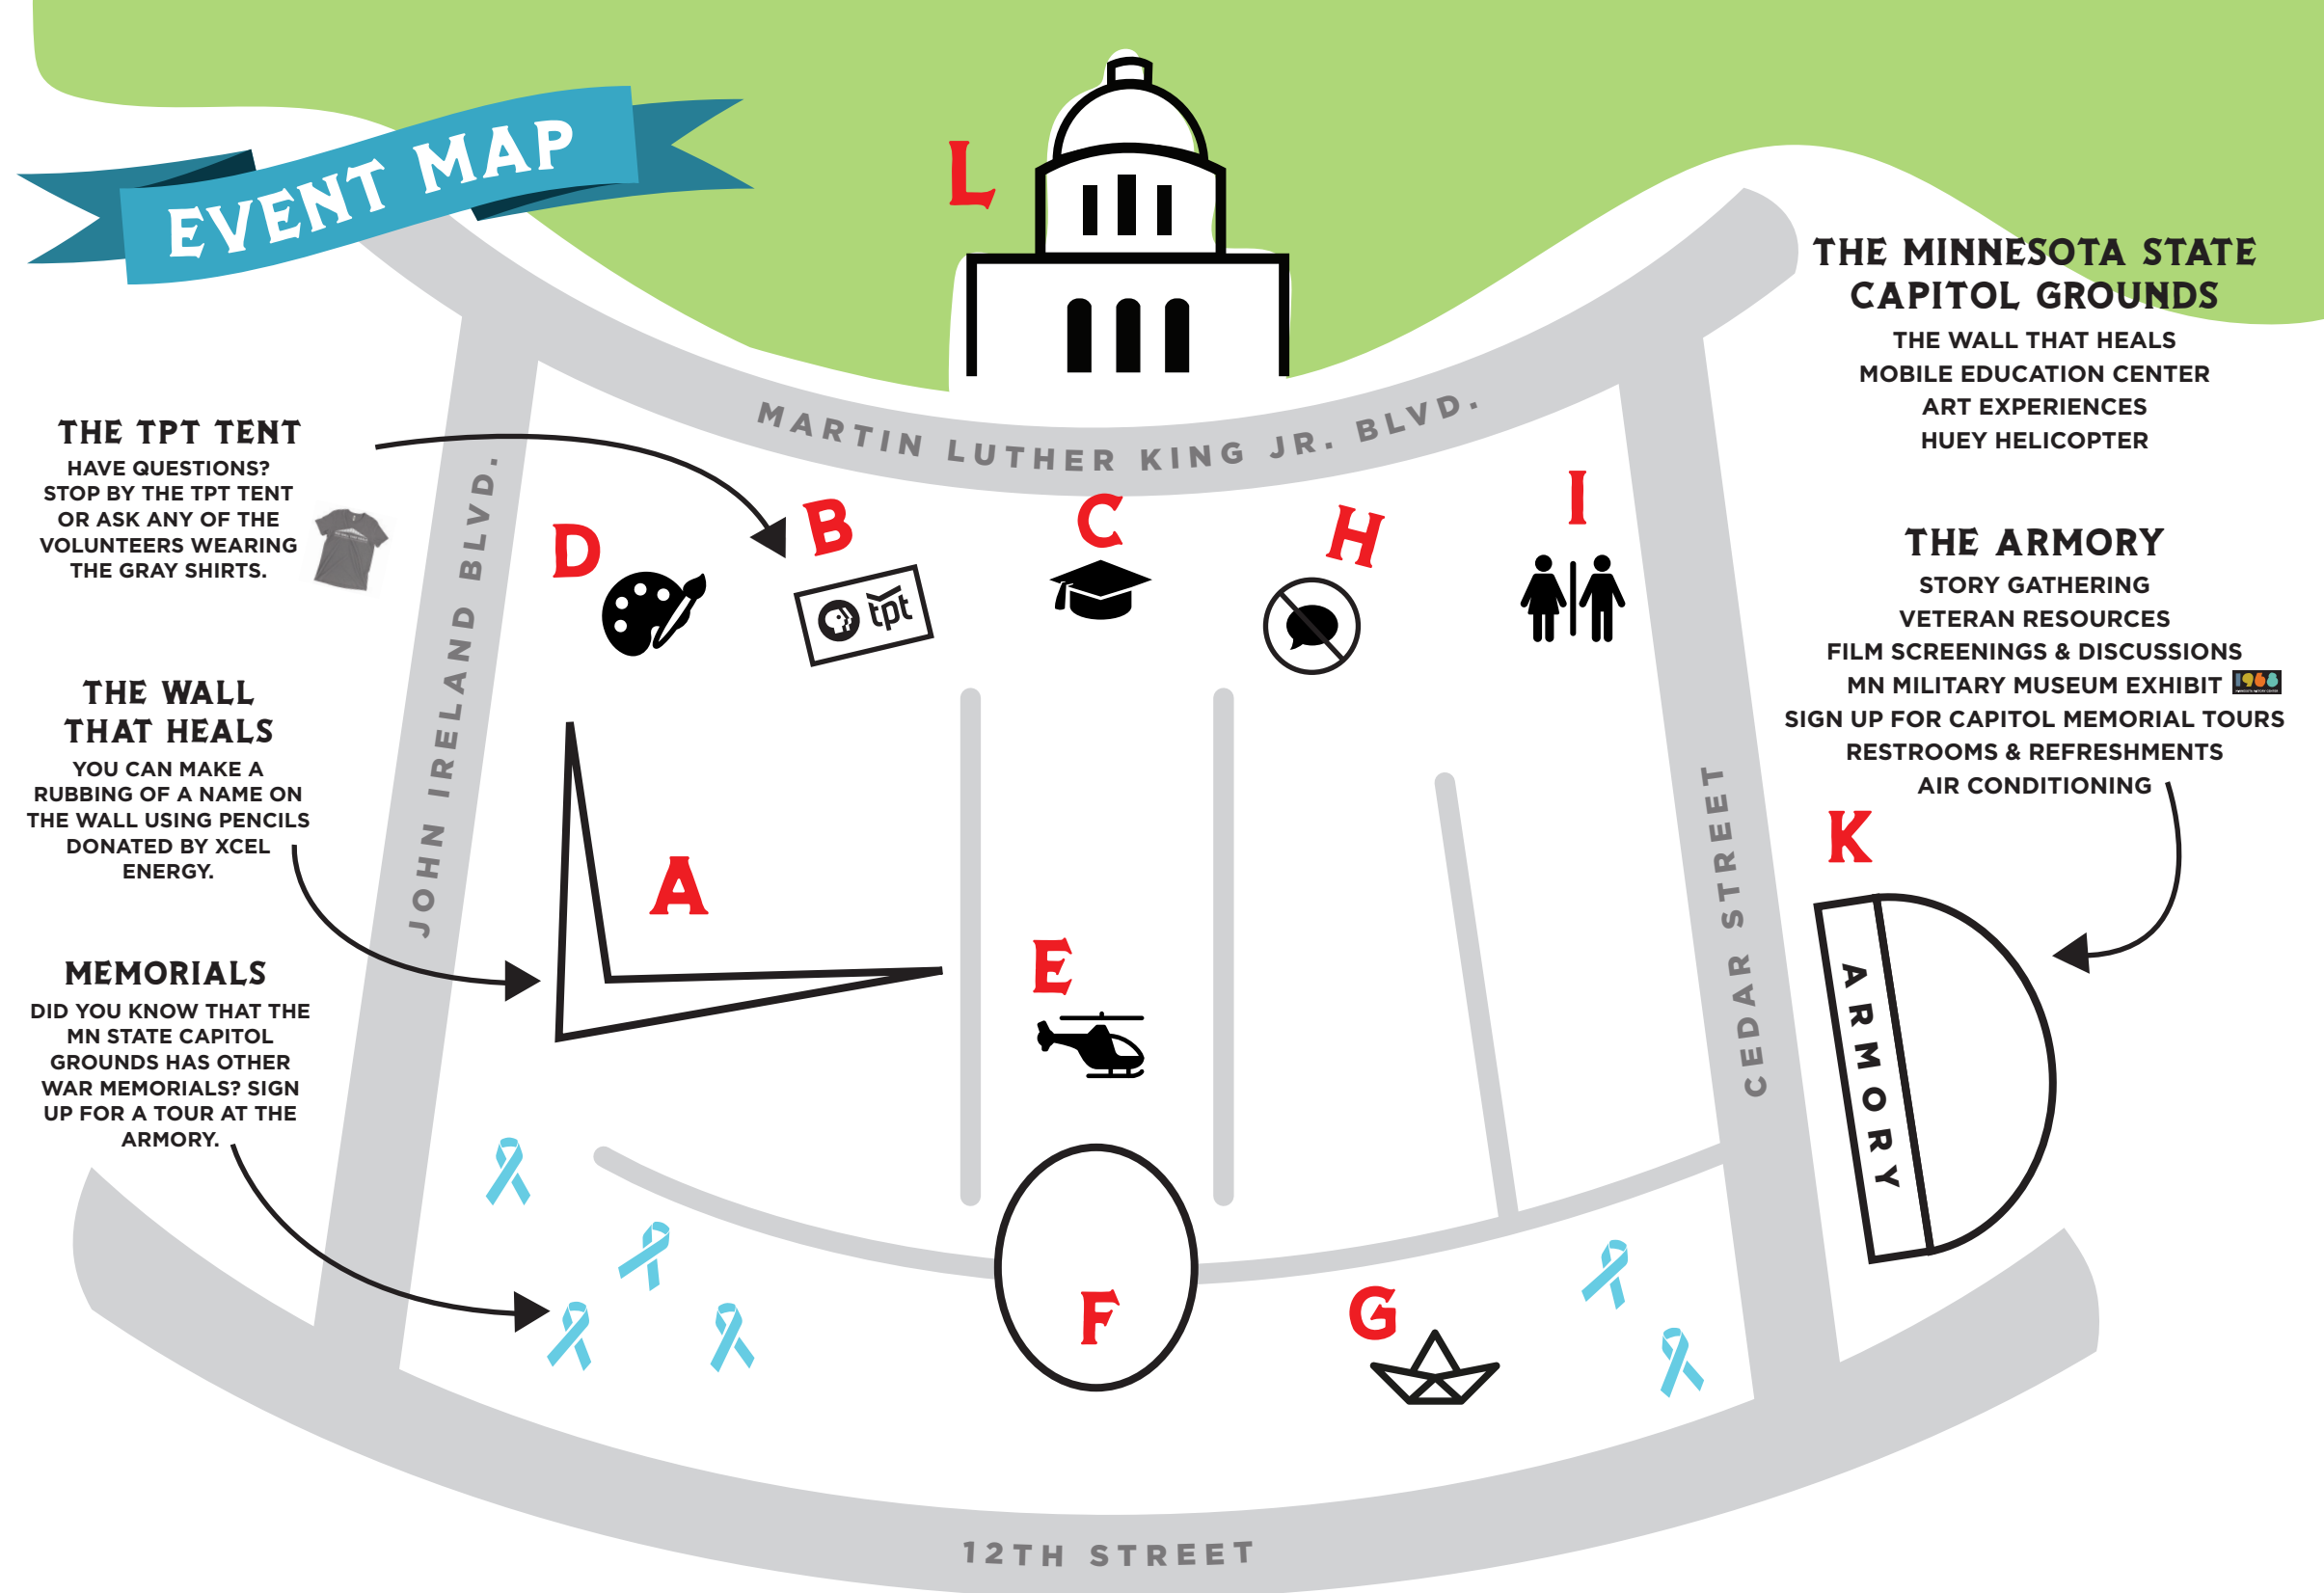 EVENT MAP
L
THE MINNESOTA STATE
CAPITOL GROUNDS
THE WALL THAT HEALS
MOBILE EDUCATION CENTER
ART EXPERIENCES
HUEY HELICOPTER
MARTIN LUTHER KING JR. BLVD.
THE TPT TENT
HAVE QUESTIONS?
STOP BY THE TPT TENT
OR ASK ANY OF THE
VOLUNTEERS WEARING
THE GRAY SHIRTS.
JOHN IRELAND BLVD.
D
B
tpt
C
H
I
THE ARMORY
STORY GATHERING
VETERAN RESOURCES
FILM SCREENINGS & DISCUSSIONS
MN MILITARY MUSEUM EXHIBIT 1968
SIGN UP FOR CAPITOL MEMORIAL TOURS
RESTROOMS & REFRESHMENTS
AIR CONDITIONING
THE WALL
THAT HEALS
YOU CAN MAKE A
RUBBING OF A NAME ON
THE WALL USING PENCILS
DONATED BY XCEL
ENERGY.
A
E
CEDAR STREET
K
ARMORY
MEMORIALS
DID YOU KNOW THAT THE
MN STATE CAPITOL
GROUNDS HAS OTHER
WAR MEMORIALS? SIGN
UP FOR A TOUR AT THE
ARMORY.
F
G
12TH STREET